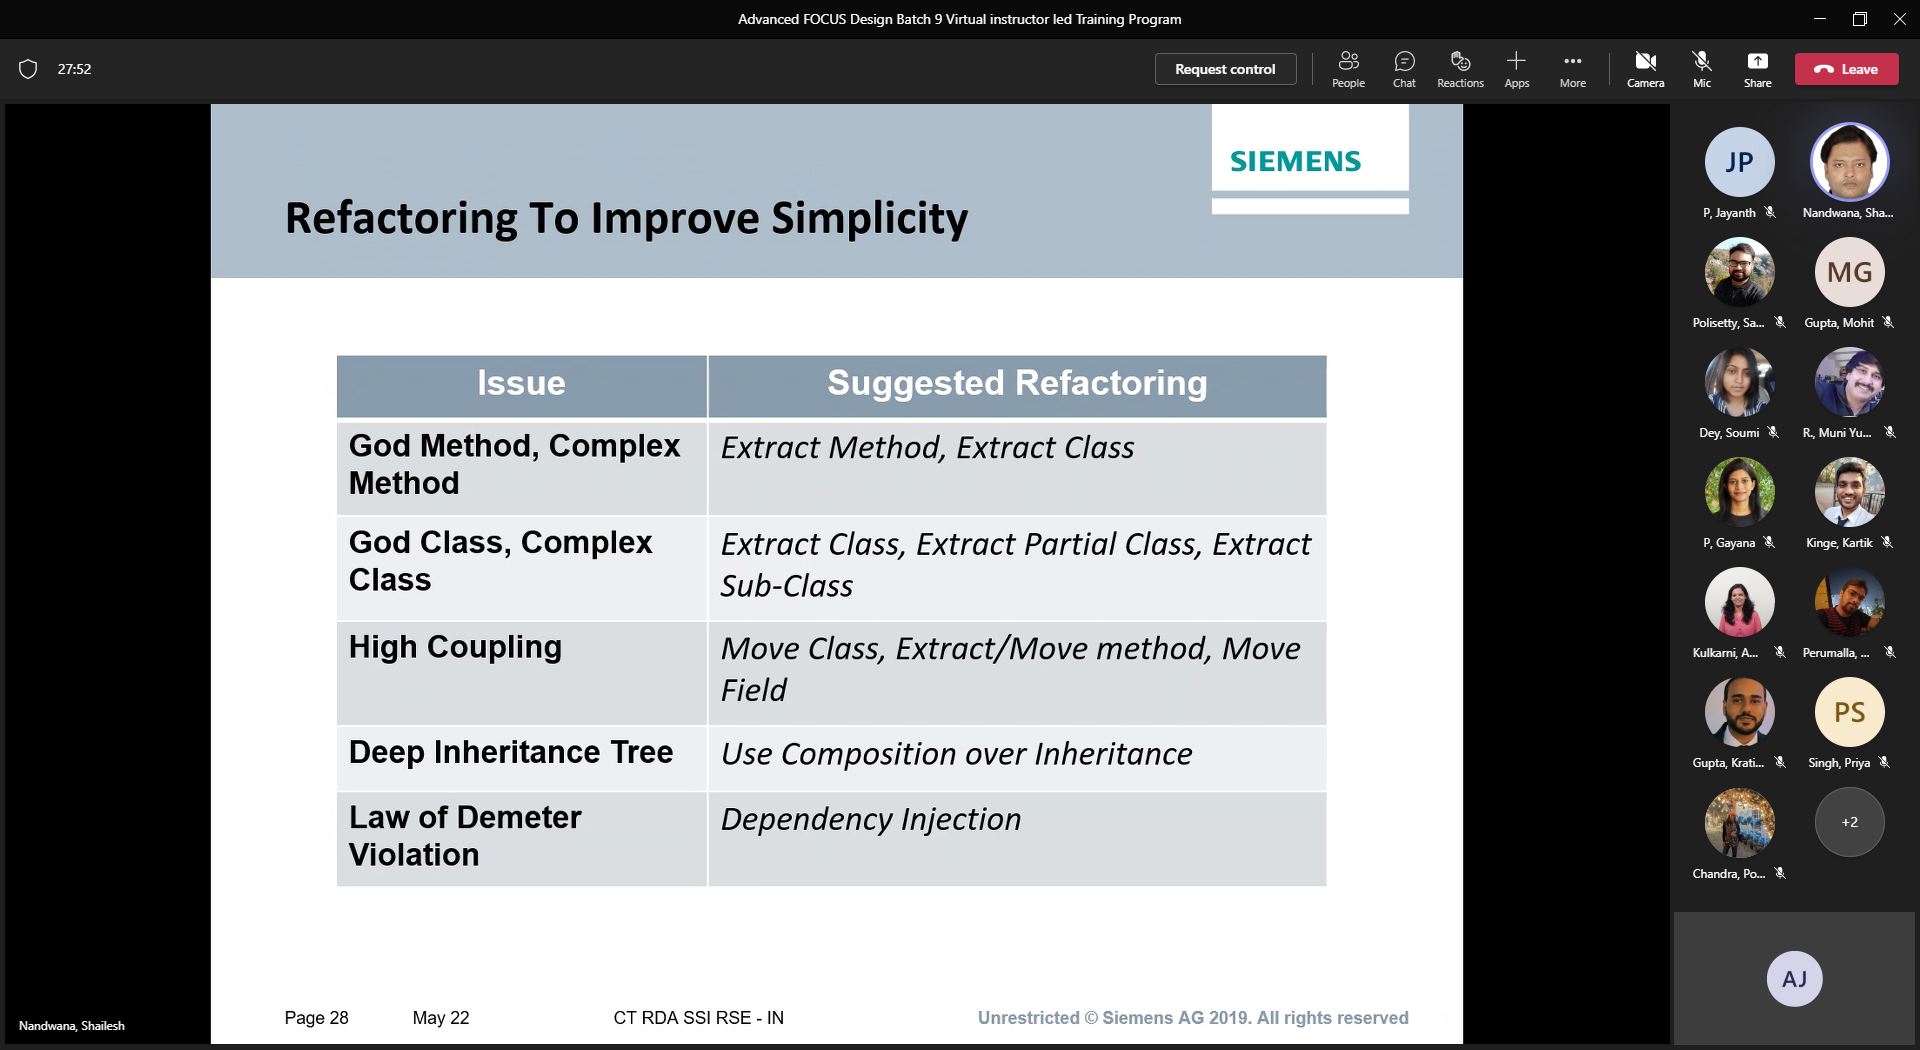 Advanced FOCUS Design Batch 9 Virtual instructor led Training Program
27:52
Request control
People
Chat
Reactions
Apps
More
Camera
Mic
Share
Leave
SIEMENS
Refactoring To Improve Simplicity
Issue
Suggested Refactoring
God Method, Complex
Method
Extract Method, Extract Class
God Class, Complex
Class
Extract Class, Extract Partial Class, Extract
Sub-Class
High Coupling
Move Class, Extract/Move method, Move
Field
Deep Inheritance Tree
Use Composition over Inheritance
Law of Demeter
Violation
Dependency Injection
Page 28
May 22
CT RDA SSI RSE - IN
Unrestricted © Siemens AG 2019. All rights reserved
Nandwana, Shailesh
JP
P, Jayanth
Nandwana, Sha...
Polisetty, Sa...
MG
Gupta, Mohit
Dey, Soumi
R., Muni Yu...
P, Gayana
Kinge, Kartik
Kulkarni, A...
Perumalla, ...
Gupta, Krati...
PS
Singh, Priya
Chandra, Po...
+2
AJ